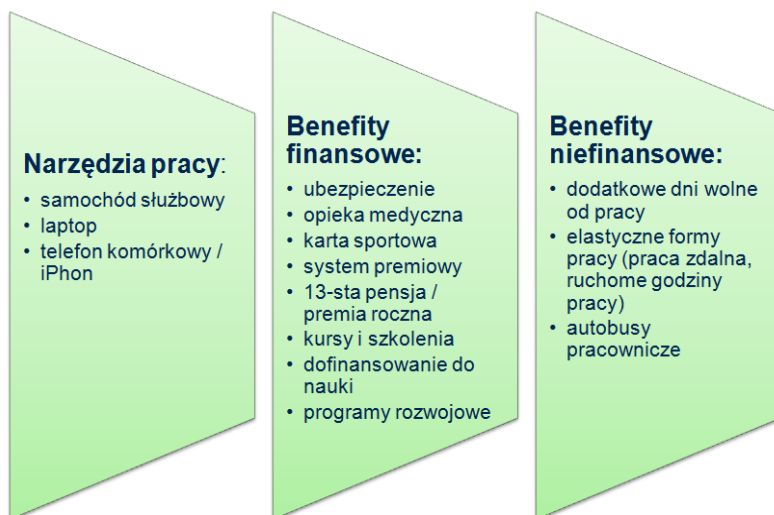 Narzędzia pracy:
• samochód służbowy
• laptop
• telefon komórkowy /
iPhon
Benefity
finansowe:
• ubezpieczenie
• opieka medyczna
• karta sportowa
• system premiowy
• 13-sta pensja /
premia roczna
• kursy i szkolenia
• dofinansowanie do
nauki
• programy rozwojowe
Benefity
niefinansowe:
• dodatkowe dni wolne
od pracy
• elastyczne formy
pracy (praca zdalna,
ruchome godziny
pracy)
• autobusy
pracownicze